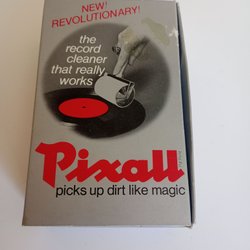 NEW!
REVOLUTIONARY!
the
record
cleaner
that really
works
Pixall
picks up dirt like magic